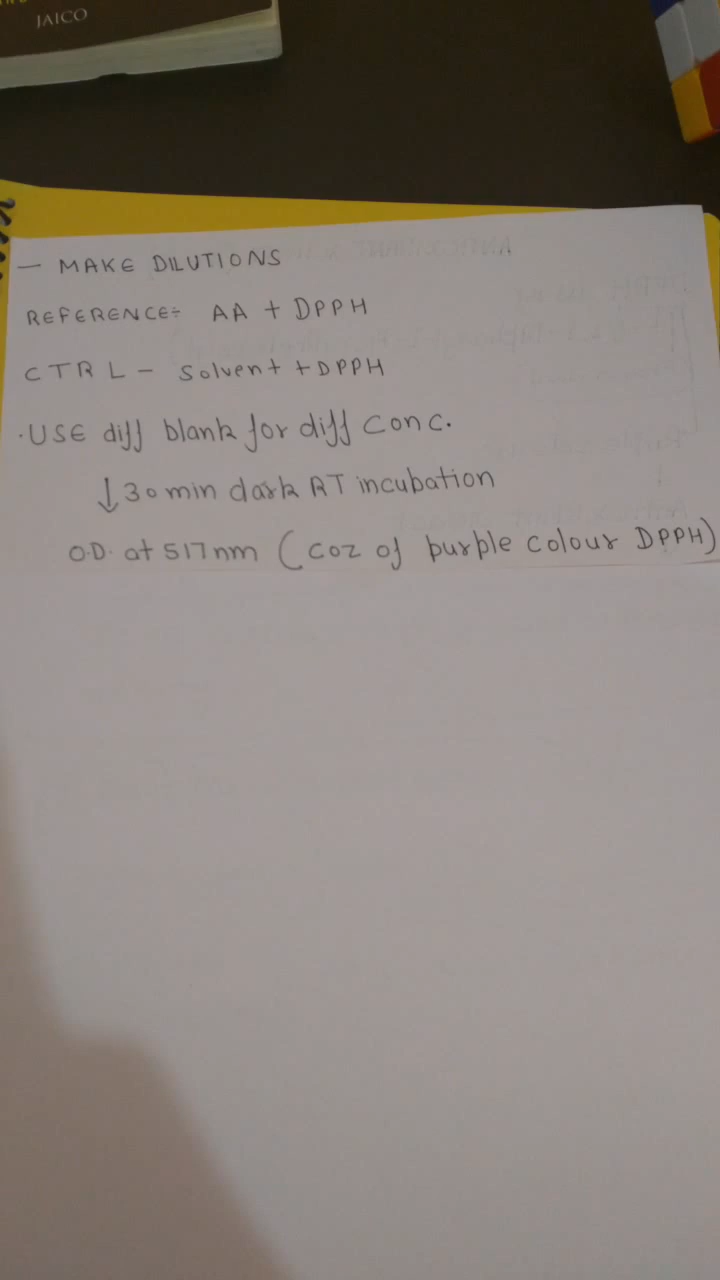 JAICO
- MAKE DILUTIONS
REFERENCE:- AA + DPPH
CTRL - Solvent + DPPH
·USE diff blank for diff conc.
↓ 30 min dark RT incubation
O.D. at 517nm (coz of purple colour DPPH)